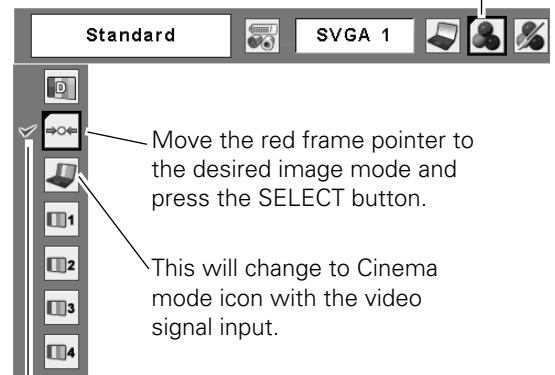 Standard SVGA 1
D
Move the red frame pointer to
the desired image mode and
press the SELECT button.
1
This will change to Cinema
2
mode icon with the video
3
signal input.
4